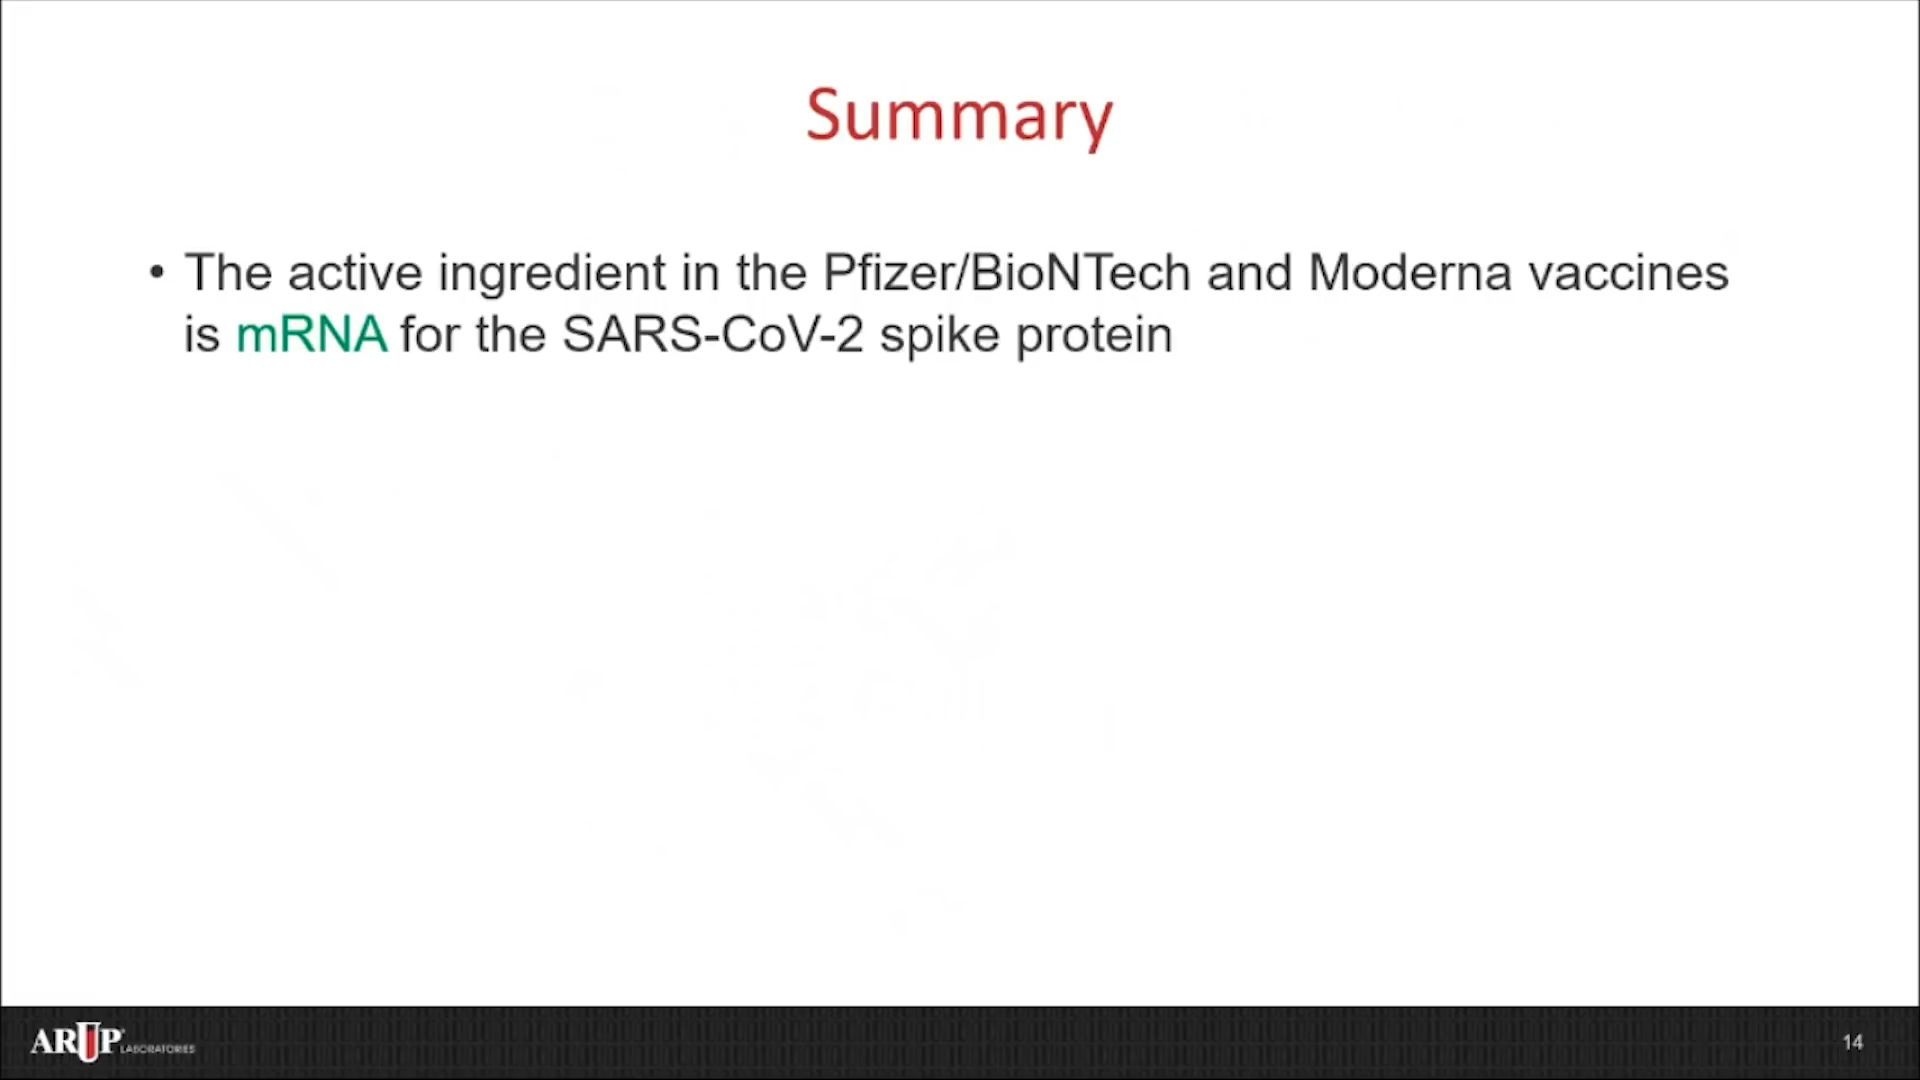 Summary
• The active ingredient in the Pfizer/BioNTech and Moderna vaccines
is mRNA for the SARS-CoV-2 spike protein
ARUP LABORATORIES
14